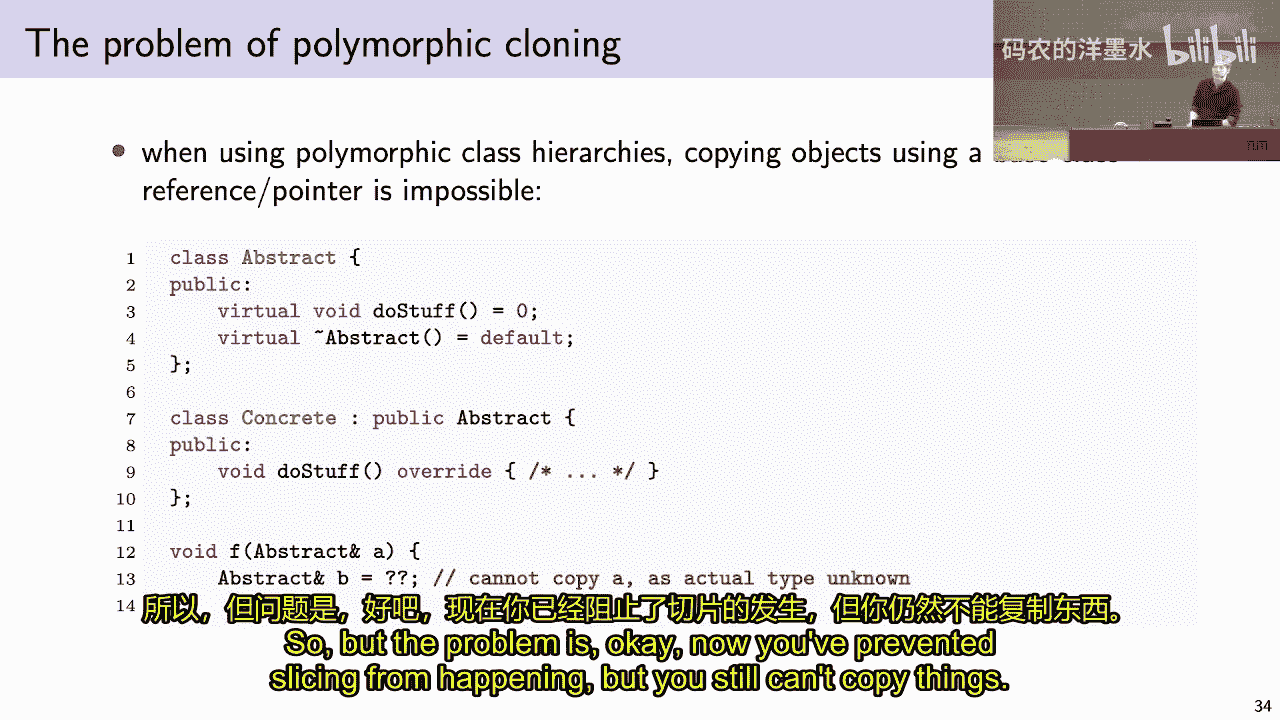 The problem of polymorphic cloning
码农的洋墨水 bilibili
when using polymorphic class hierarchies, copying objects using a
reference/pointer is impossible:
1 class Abstract {
2 public:
3 virtual void doStuff() = 0;
4 virtual ~Abstract() = default;
5 };
6
7 class Concrete : public Abstract {
8 public:
9 void doStuff() override { /* ... */ }
10 };
11
12 void f(Abstract& a) {
13 Abstract& b = ??; // cannot copy a, as actual type unknown
14
所以，但问题是，好吧，现在你已经阻止了切片的发生，但你仍然不能复制东西。
So, but the problem is, okay, now you've prevented
slicing from happening, but you still can't copy things.
34